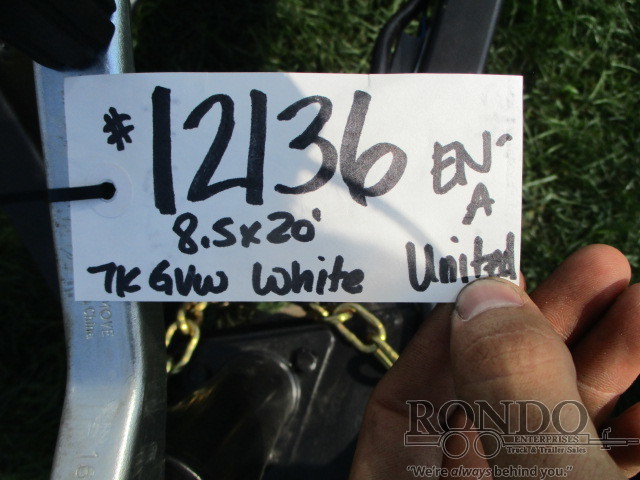 #12136
EN-
A
8.5x20'
7K GVW White United
RONDO
ENTERPRISES
Truck & Trailer Sales
"We're always behind you."